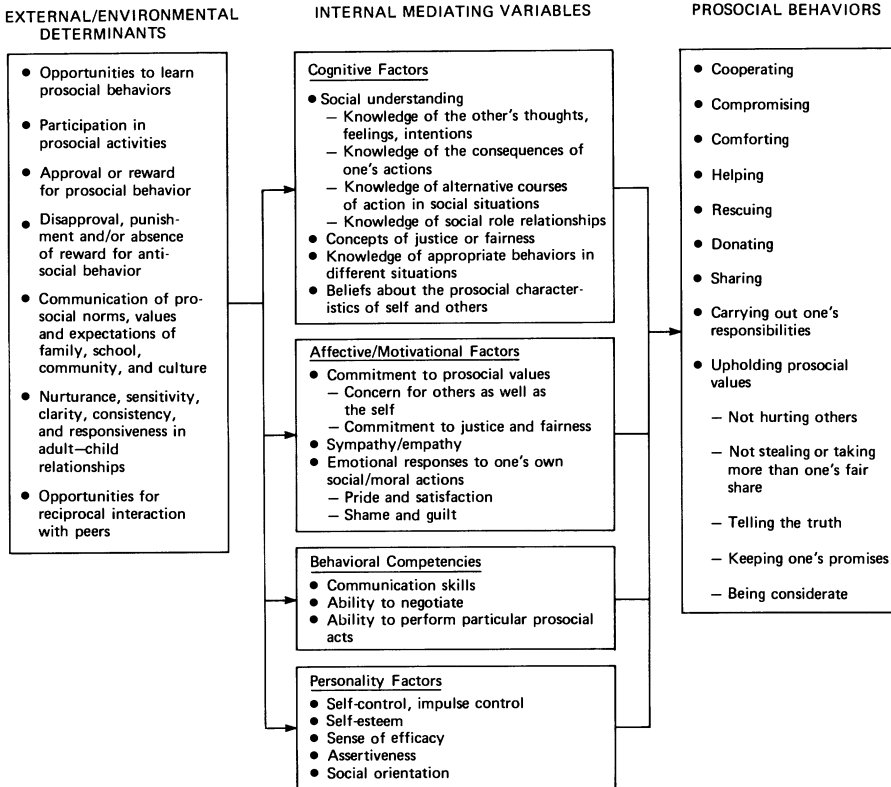 EXTERNAL/ENVIRONMENTAL
DETERMINANTS
● Opportunities to learn
prosocial behaviors
● Participation in
prosocial activities
● Approval or reward
for prosocial behavior
● Disapproval, punish-
ment and/or absence
of reward for anti-
social behavior
● Communication of pro-
social norms, values
and expectations of
family, school,
community, and culture
● Nurturance, sensitivity,
clarity, consistency,
and responsiveness in
adult—child
relationships
● Opportunities for
reciprocal interaction
with peers
INTERNAL MEDIATING VARIABLES
Cognitive Factors
● Social understanding
— Knowledge of the other's thoughts,
feelings, intentions
— Knowledge of the consequences of
one's actions
— Knowledge of alternative courses
of action in social situations
— Knowledge of social role relationships
● Concepts of justice or fairness
● Knowledge of appropriate behaviors in
different situations
● Beliefs about the prosocial character-
istics of self and others
Affective/Motivational Factors
● Commitment to prosocial values
— Concern for others as well as
the self
— Commitment to justice and fairness
● Sympathy/empathy
● Emotional responses to one's own
social/moral actions
— Pride and satisfaction
— Shame and guilt
Behavioral Competencies
● Communication skills
● Ability to negotiate
● Ability to perform particular prosocial
acts
Personality Factors
● Self-control, impulse control
● Self-esteem
● Sense of efficacy
● Assertiveness
● Social orientation
PROSOCIAL BEHAVIORS
● Cooperating
● Compromising
● Comforting
● Helping
● Rescuing
● Donating
● Sharing
● Carrying out one's
responsibilities
● Upholding prosocial
values
— Not hurting others
— Not stealing or taking
more than one's fair
share
— Telling the truth
— Keeping one's promises
— Being considerate